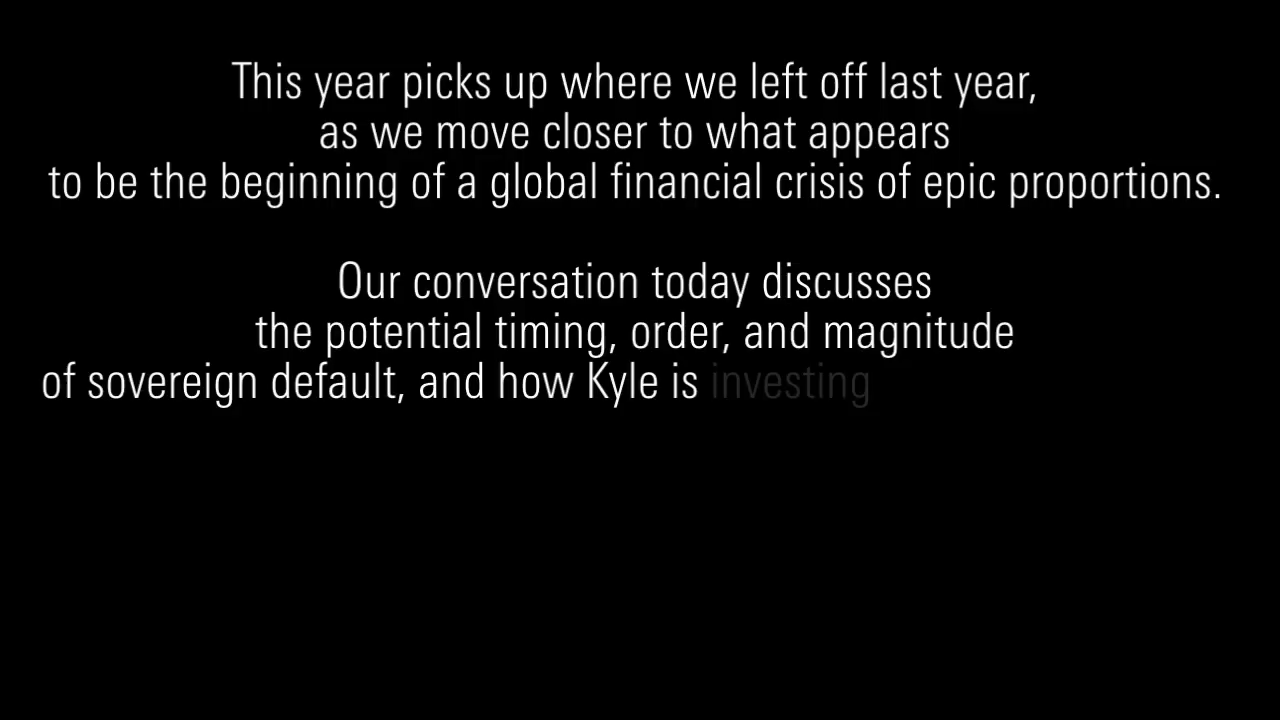 This year picks up where we left off last year,
as we move closer to what appears
to be the beginning of a global financial crisis of epic proportions.
Our conversation today discusses
the potential timing, order, and magnitude
of sovereign default, and how Kyle is investing